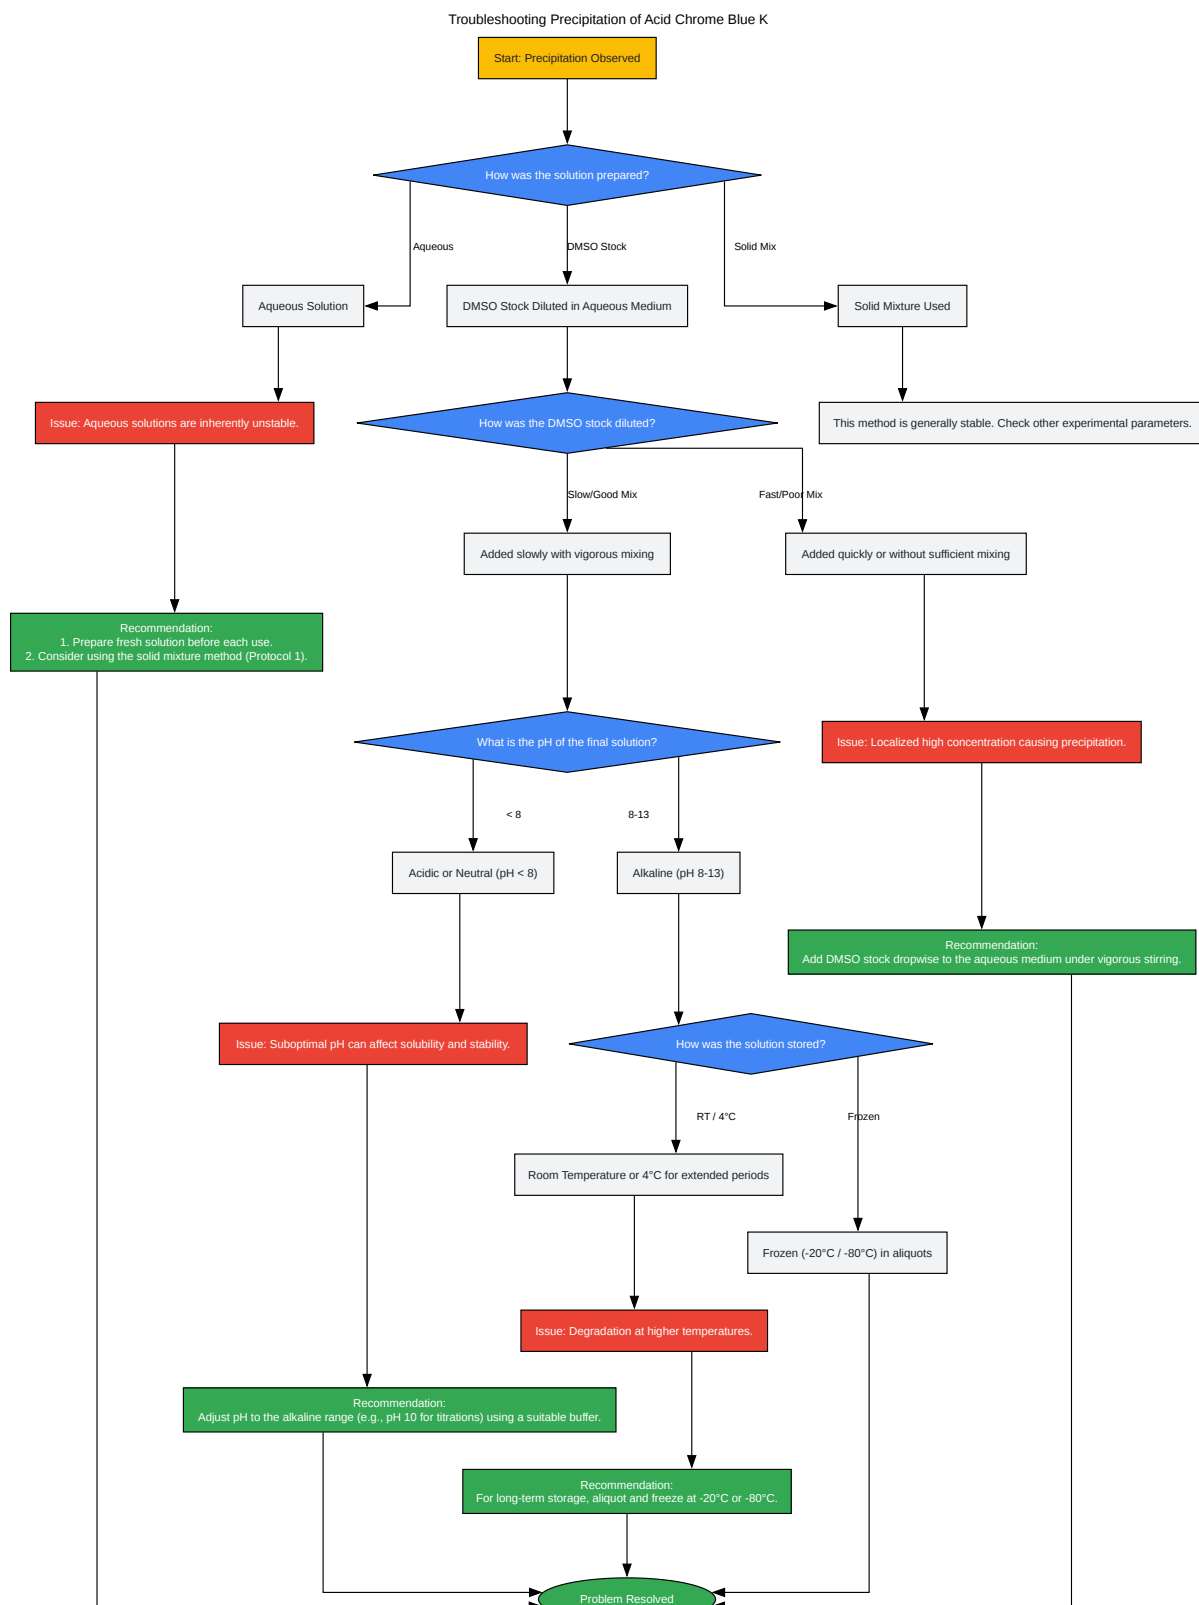 Troubleshooting Precipitation of Acid Chrome Blue K
Start: Precipitation Observed
How was the solution prepared?
Aqueous
DMSO Stock
Solid Mix
Aqueous Solution
DMSO Stock Diluted in Aqueous Medium
Solid Mixture Used
Issue: Aqueous solutions are inherently unstable.
How was the DMSO stock diluted?
This method is generally stable. Check other experimental parameters.
Slow/Good Mix
Fast/Poor Mix
Added slowly with vigorous mixing
Added quickly or without sufficient mixing
Recommendation:
1. Prepare fresh solution before each use.
2. Consider using the solid mixture method (Protocol 1).
What is the pH of the final solution?
Issue: Localized high concentration causing precipitation.
< 8
8-13
Acidic or Neutral (pH < 8)
Alkaline (pH 8-13)
Recommendation:
Add DMSO stock dropwise to the aqueous medium under vigorous stirring.
Issue: Suboptimal pH can affect solubility and stability.
How was the solution stored?
RT / 4°C
Frozen
Room Temperature or 4°C for extended periods
Frozen (-20°C / -80°C) in aliquots
Issue: Degradation at higher temperatures.
Recommendation:
Adjust pH to the alkaline range (e.g., pH 10 for titrations) using a suitable buffer.
Recommendation:
For long-term storage, aliquot and freeze at -20°C or -80°C.
Problem Resolved